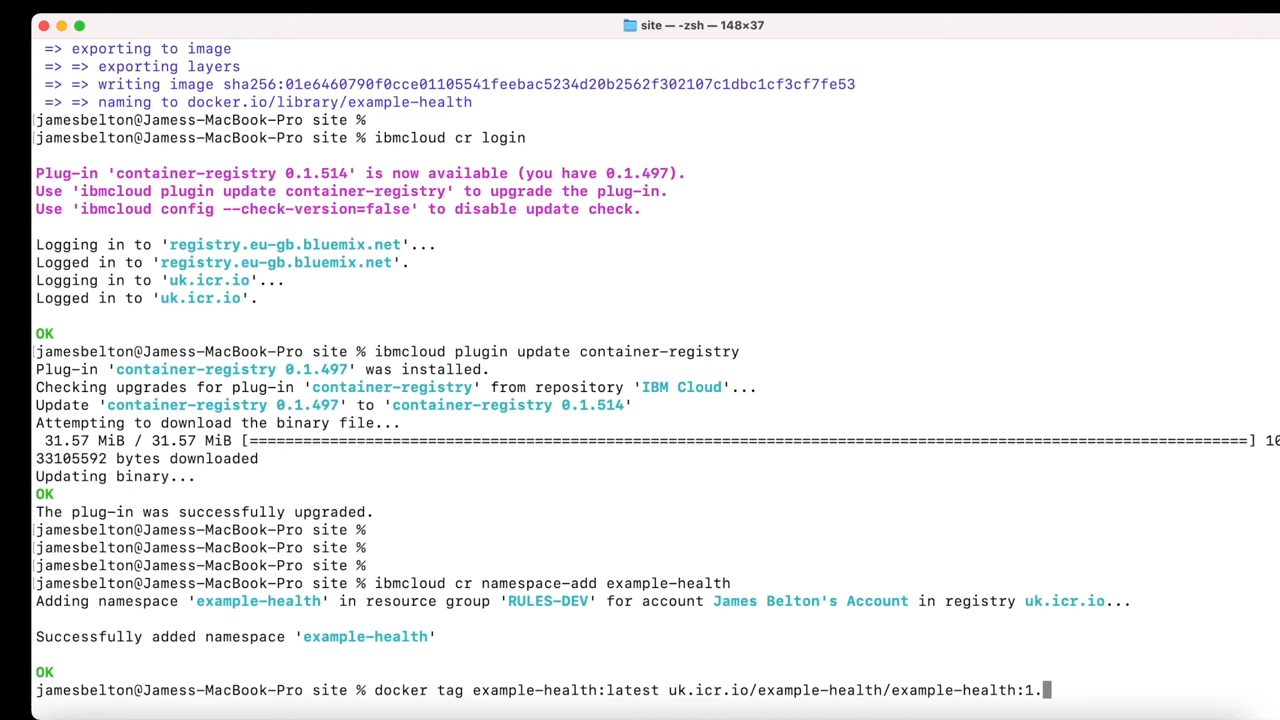 site — -zsh — 148×37
=> exporting to image
=> => exporting layers
=> => writing image sha256:01e6460790f0cce01105541feebac5234d20b2562f302107c1dbc1cf3cf7fe53
=> => naming to docker.io/library/example-health
jamesbelton@Jamess-MacBook-Pro site %
jamesbelton@Jamess-MacBook-Pro site % ibmcloud cr login
Plug-in 'container-registry 0.1.514' is now available (you have 0.1.497).
Use 'ibmcloud plugin update container-registry' to upgrade the plug-in.
Use 'ibmcloud config --check-version=false' to disable update check.
Logging in to 'registry.eu-gb.bluemix.net'...
Logged in to 'registry.eu-gb.bluemix.net'.
Logging in to 'uk.icr.io'...
Logged in to 'uk.icr.io'.
OK
jamesbelton@Jamess-MacBook-Pro site % ibmcloud plugin update container-registry
Plug-in 'container-registry 0.1.497' was installed.
Checking upgrades for plug-in 'container-registry' from repository 'IBM Cloud'...
Update 'container-registry 0.1.497' to 'container-registry 0.1.514'
Attempting to download the binary file...
31.57 MiB / 31.57 MiB [=================================================================================================================] 10
33105592 bytes downloaded
Updating binary...
OK
The plug-in was successfully upgraded.
jamesbelton@Jamess-MacBook-Pro site %
jamesbelton@Jamess-MacBook-Pro site %
jamesbelton@Jamess-MacBook-Pro site %
jamesbelton@Jamess-MacBook-Pro site % ibmcloud cr namespace-add example-health
Adding namespace 'example-health' in resource group 'RULES-DEV' for account James Belton's Account in registry uk.icr.io...
Successfully added namespace 'example-health'
OK
jamesbelton@Jamess-MacBook-Pro site % docker tag example-health:latest uk.icr.io/example-health/example-health:1.